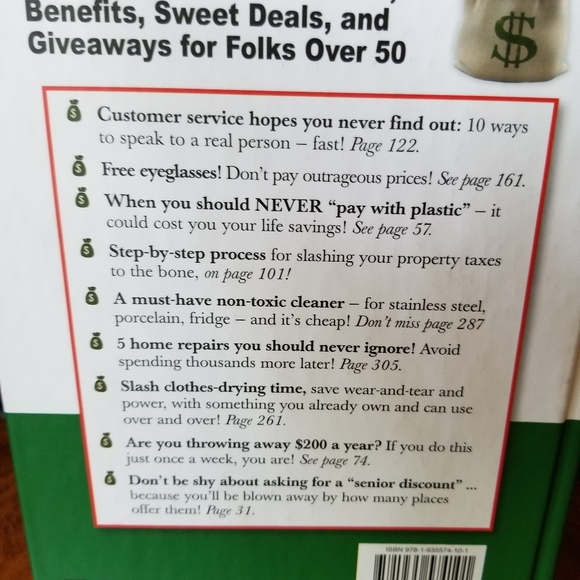 Benefits, Sweet Deals, and
Giveaways for Folks Over 50
Customer service hopes you never find out: 10 ways
to speak to a real person – fast! Page 122.
Free eyeglasses! Don't pay outrageous prices! See page 161.
When you should NEVER "pay with plastic" – it
could cost you your life savings! See page 57.
Step-by-step process for slashing your property taxes
to the bone, on page 101!
A must-have non-toxic cleaner – for stainless steel,
porcelain, fridge – and it's cheap! Don't miss page 287
5 home repairs you should never ignore! Avoid
spending thousands more later! Page 305.
Slash clothes-drying time, save wear-and-tear and
power, with something you already own and can use
over and over! Page 261.
Are you throwing away $200 a year? If you do this
just once a week, you are! See page 74.
Don't be shy about asking for a "senior discount" ...
because you'll be blown away by how many places
offer them! Page 31.
ISBN 978-1-935574-10-1